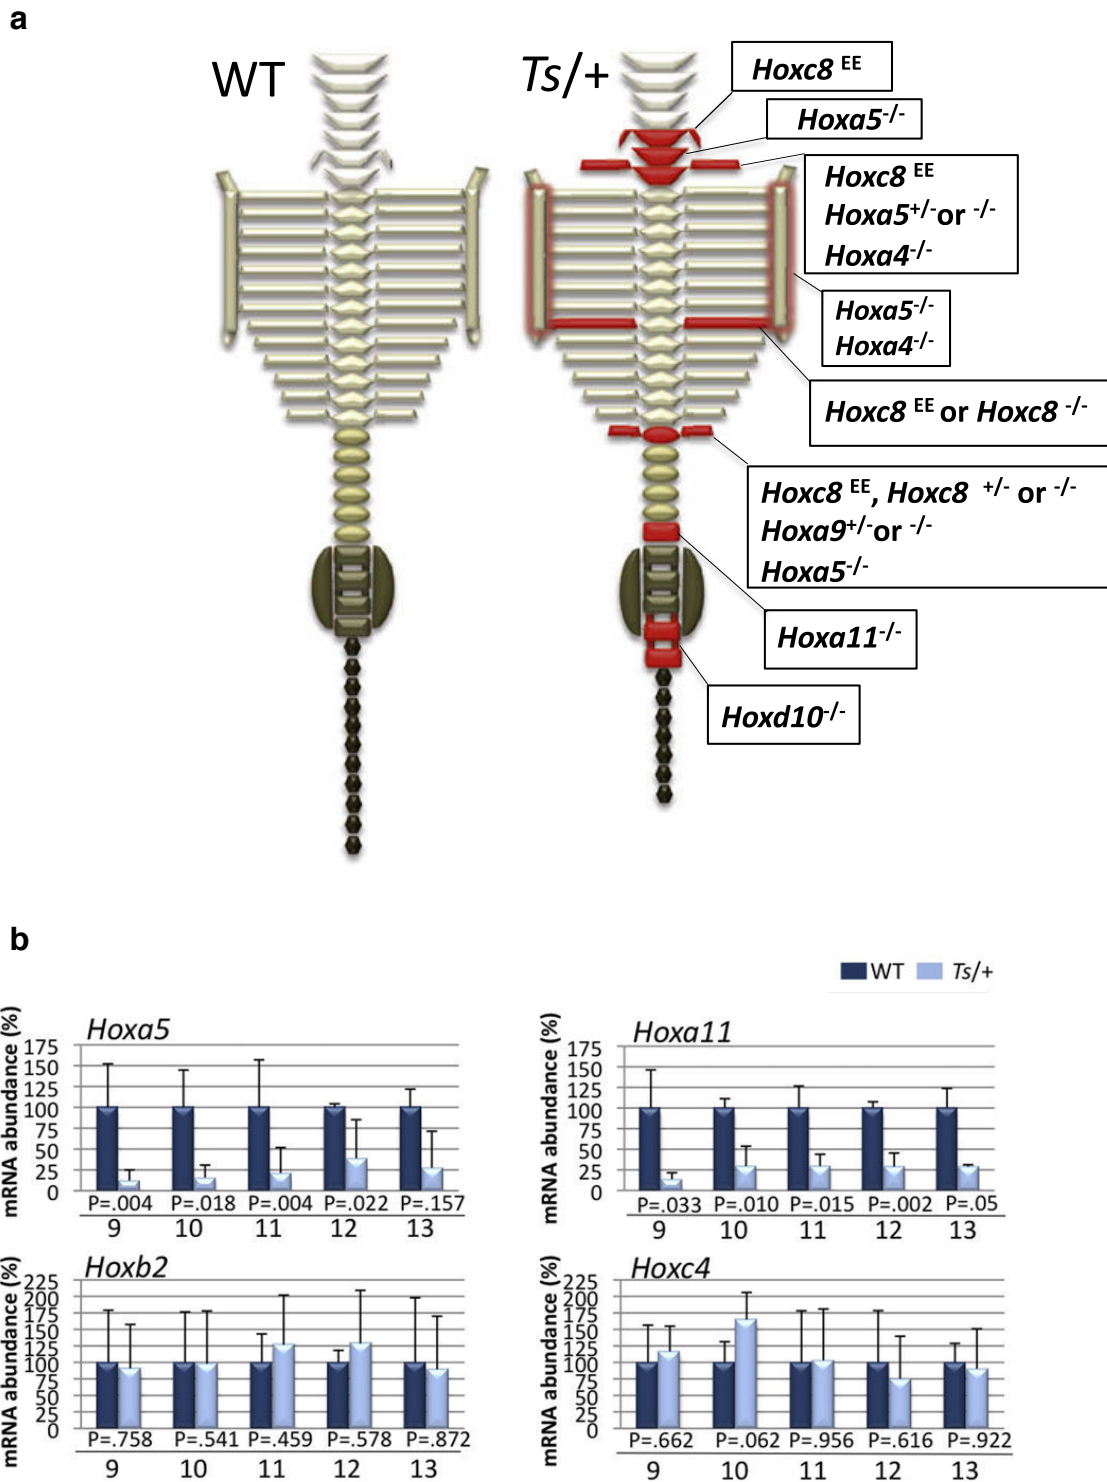 a
WT
Ts/+
Hoxc8 EE
Hoxa5-/-
Hoxc8 EE
Hoxa5+/-or -/-
Hoxa4-/-
Hoxa5-/-
Hoxa4-/-
Hoxc8 EE or Hoxc8 -/-
Hoxc8 EE, Hoxc8 +/- or -/-
Hoxa9+/-or -/-
Hoxa5-/-
Hoxa11-/-
Hoxd10-/-
b
WT Ts/+
Hoxa5
mRNA abundance (%)
175
150
125
100
75
50
25
0
P=.004 P=.018 P=.004 P=.022 P=.157
9 10 11 12 13
Hoxa11
mRNA abundance (%)
175
150
125
100
75
50
25
0
P=.033 P=.010 P=.015 P=.002 P=.05
9 10 11 12 13
Hoxb2
mRNA abundance (%)
225
200
175
150
125
100
75
50
25
0
P=.758 P=.541 P=.459 P=.578 P=.872
9 10 11 12 13
Hoxc4
mRNA abundance (%)
225
200
175
150
125
100
75
50
25
0
P=.662 P=.062 P=.956 P=.616 P=.922
9 10 11 12 13